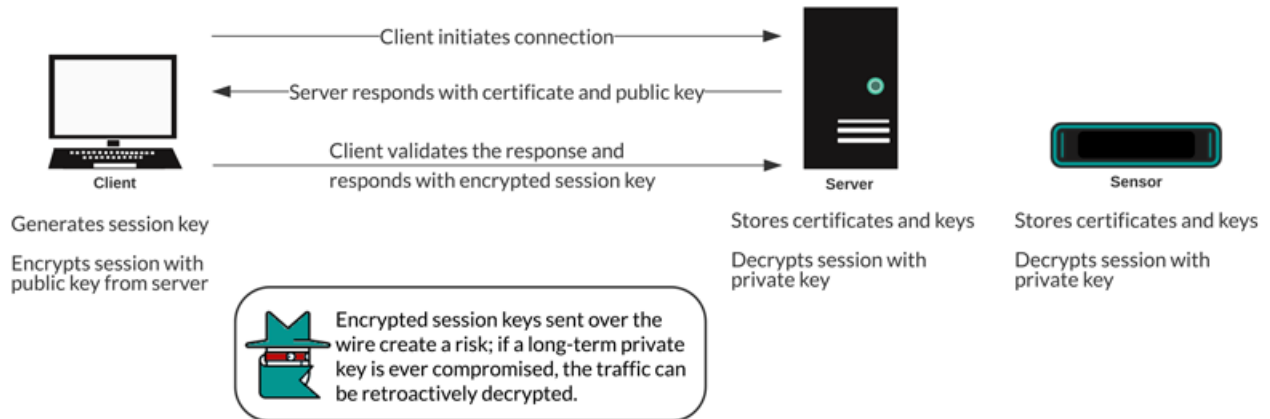 Client initiates connection
Server responds with certificate and public key
Client validates the response and
responds with encrypted session key
Client
Server
Sensor
Generates session key
Encrypts session with
public key from server
Stores certificates and keys
Decrypts session with
private key
Stores certificates and keys
Decrypts session with
private key
Encrypted session keys sent over the
wire create a risk; if a long-term private
key is ever compromised, the traffic can
be retroactively decrypted.